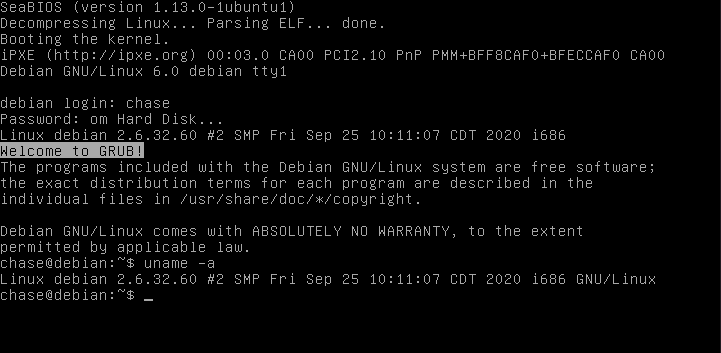 SeaBIOS (version 1.13.0-1ubuntu1)
Decompressing Linux... Parsing ELF... done.
Booting the kernel.
iPXE (http://ipxe.org) 00:03.0 CA00 PCI2.10 PnP PMM+BFF8CAF0+BFECCAF0 CA00
Debian GNU/Linux 6.0 debian tty1
debian login: chase
Password: om Hard Disk...
Linux debian 2.6.32.60 #2 SMP Fri Sep 25 10:11:07 CDT 2020 i686
Welcome to GRUB!
The programs included with the Debian GNU/Linux system are free software;
the exact distribution terms for each program are described in the
individual files in /usr/share/doc/*/copyright.
Debian GNU/Linux comes with ABSOLUTELY NO WARRANTY, to the extent
permitted by applicable law.
chase@debian:~$ uname -a
Linux debian 2.6.32.60 #2 SMP Fri Sep 25 10:11:07 CDT 2020 i686 GNU/Linux
chase@debian:~$ _